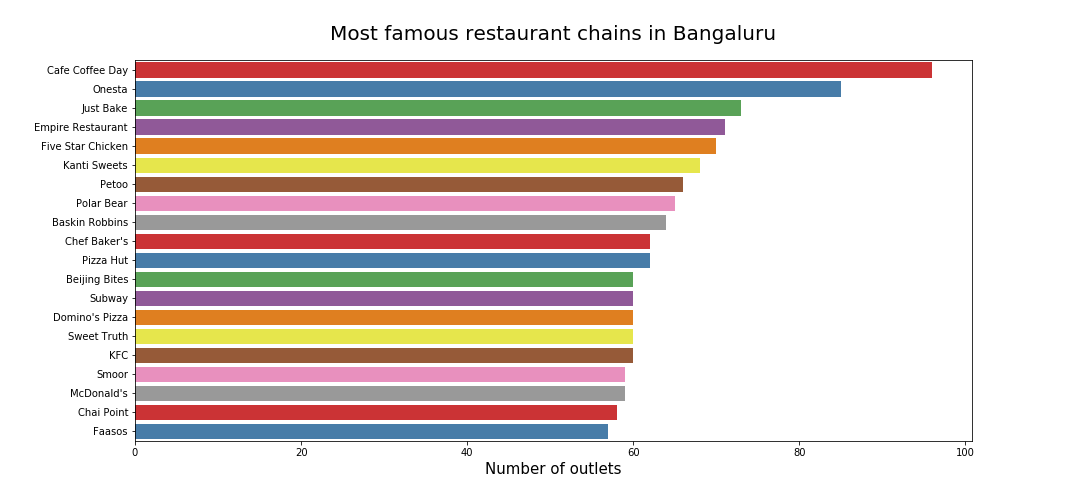 Most famous restaurant chains in Bangaluru
Cafe Coffee Day
Onesta
Just Bake
Empire Restaurant
Five Star Chicken
Kanti Sweets
Petoo
Polar Bear
Baskin Robbins
Chef Baker's
Pizza Hut
Beijing Bites
Subway
Domino's Pizza
Sweet Truth
KFC
Smoor
McDonald's
Chai Point
Faasos
0 20 40 60 80 100
Number of outlets